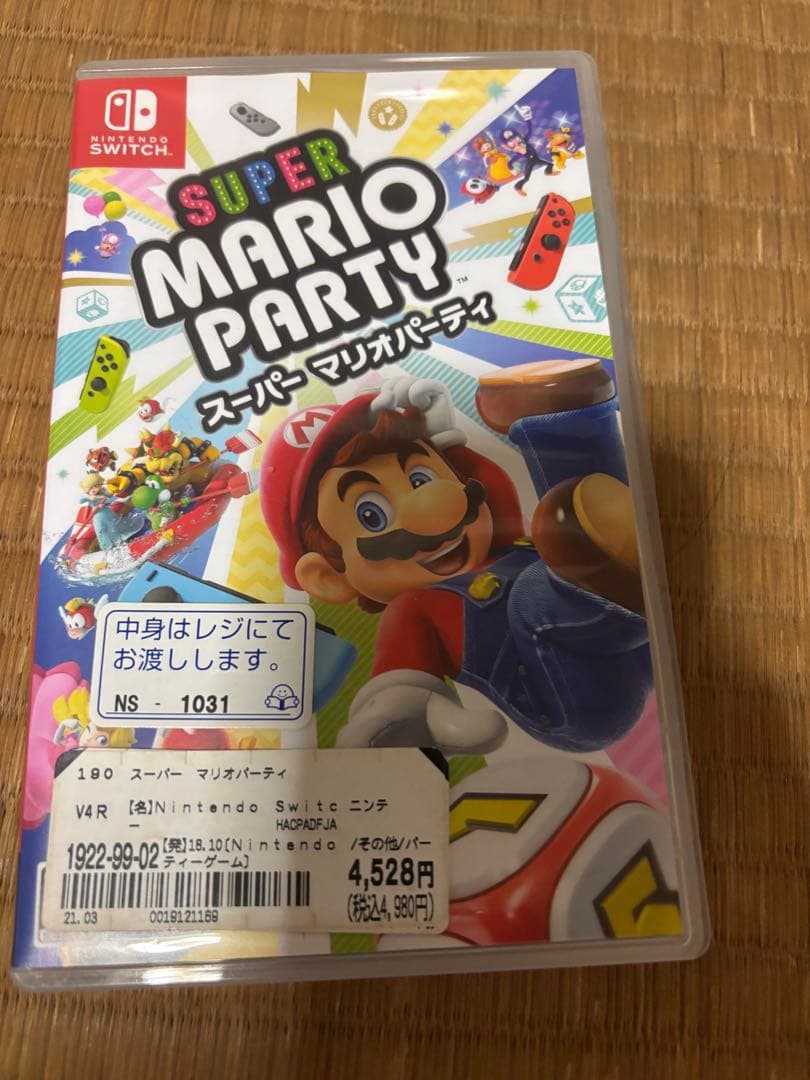 NINTENDO
SWITCH™
SUPER
MARIO
PARTY™
スーパー マリオパーティ
M
中身はレジにて
お渡しします。
NS - 1031
190 スーパー マリオパーティ
V4R 【名】Nintendo Switc ニンテ
ー HACPADFJA
1922-99-02 【発】18.10[Nintendo /その他/パー
ティーゲーム]
4,528円
(税込4,980円)
21.03 0019121169